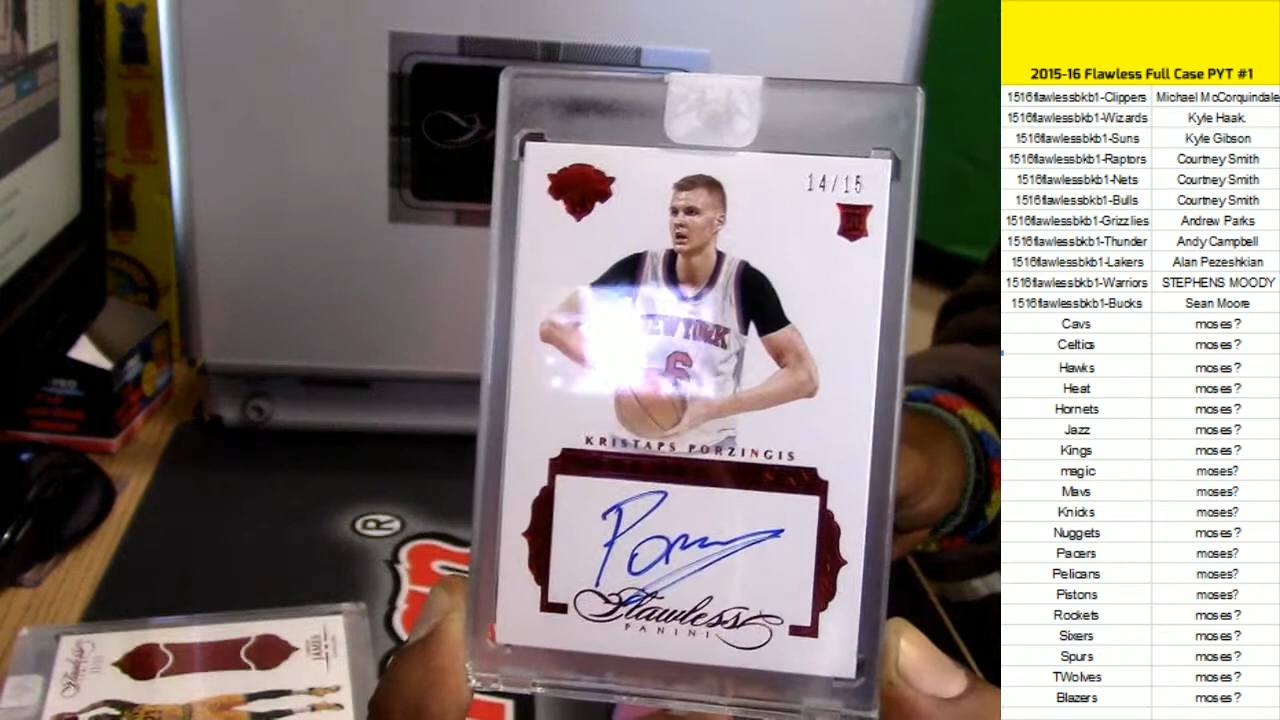 14/15
NEW YORK
6
KRISTAPS PORZINGIS
Flawless
PANINI
®
Flawless
JAMES
2015-16 Flawless Full Case PYT #1
1516flawlessbkb1-Clippers Michael McCorquindale
1516flawlessbkb1-Wizards Kyle Haak.
1516flawlessbkb1-Suns Kyle Gibson
1516flawlessbkb1-Raptors Courtney Smith
1516flawlessbkb1-Nets Courtney Smith
1516flawlessbkb1-Bulls Courtney Smith
1516flawlessbkb1-Grizzlies Andrew Parks
1516flawlessbkb1-Thunder Andy Campbell
1516flawlessbkb1-Lakers Alan Pezeshkian
1516flawlessbkb1-Warriors STEPHENS MOODY
1516flawlessbkb1-Bucks Sean Moore
Cavs moses?
Celtics moses?
Hawks moses?
Heat moses?
Hornets moses?
Jazz moses?
Kings moses?
magic moses?
Mavs moses?
Knicks moses?
Nuggets moses?
Pacers moses?
Pelicans moses?
Pistons moses?
Rockets moses?
Sixers moses?
Spurs moses?
TWolves moses?
Blazers moses?